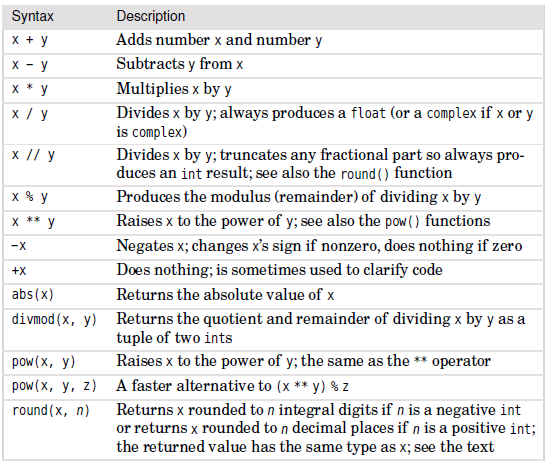 Syntax Description
x + y Adds number x and number y
x - y Subtracts y from x
x * y Multiplies x by y
x / y Divides x by y; always produces a float (or a complex if x or y
is complex)
x // y Divides x by y; truncates any fractional part so always pro-
duces an int result; see also the round() function
x % y Produces the modulus (remainder) of dividing x by y
x ** y Raises x to the power of y; see also the pow() functions
-x Negates x; changes x's sign if nonzero, does nothing if zero
+x Does nothing; is sometimes used to clarify code
abs(x) Returns the absolute value of x
divmod(x, y) Returns the quotient and remainder of dividing x by y as a
tuple of two ints
pow(x, y) Raises x to the power of y; the same as the ** operator
pow(x, y, z) A faster alternative to (x ** y) % z
round(x, n) Returns x rounded to n integral digits if n is a negative int
or returns x rounded to n decimal places if n is a positive int;
the returned value has the same type as x; see the text